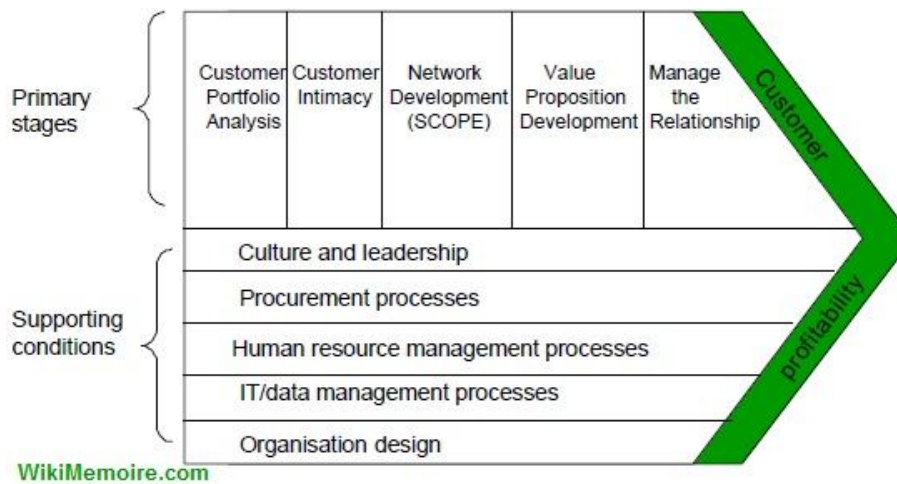 Primary
stages
Customer
Portfolio
Analysis
Customer
Intimacy
Network
Development
(SCOPE)
Value
Proposition
Development
Manage
the
Relationship
Customer
profitability
Supporting
conditions
Culture and leadership
Procurement processes
Human resource management processes
IT/data management processes
Organisation design
WikiMemoire.com